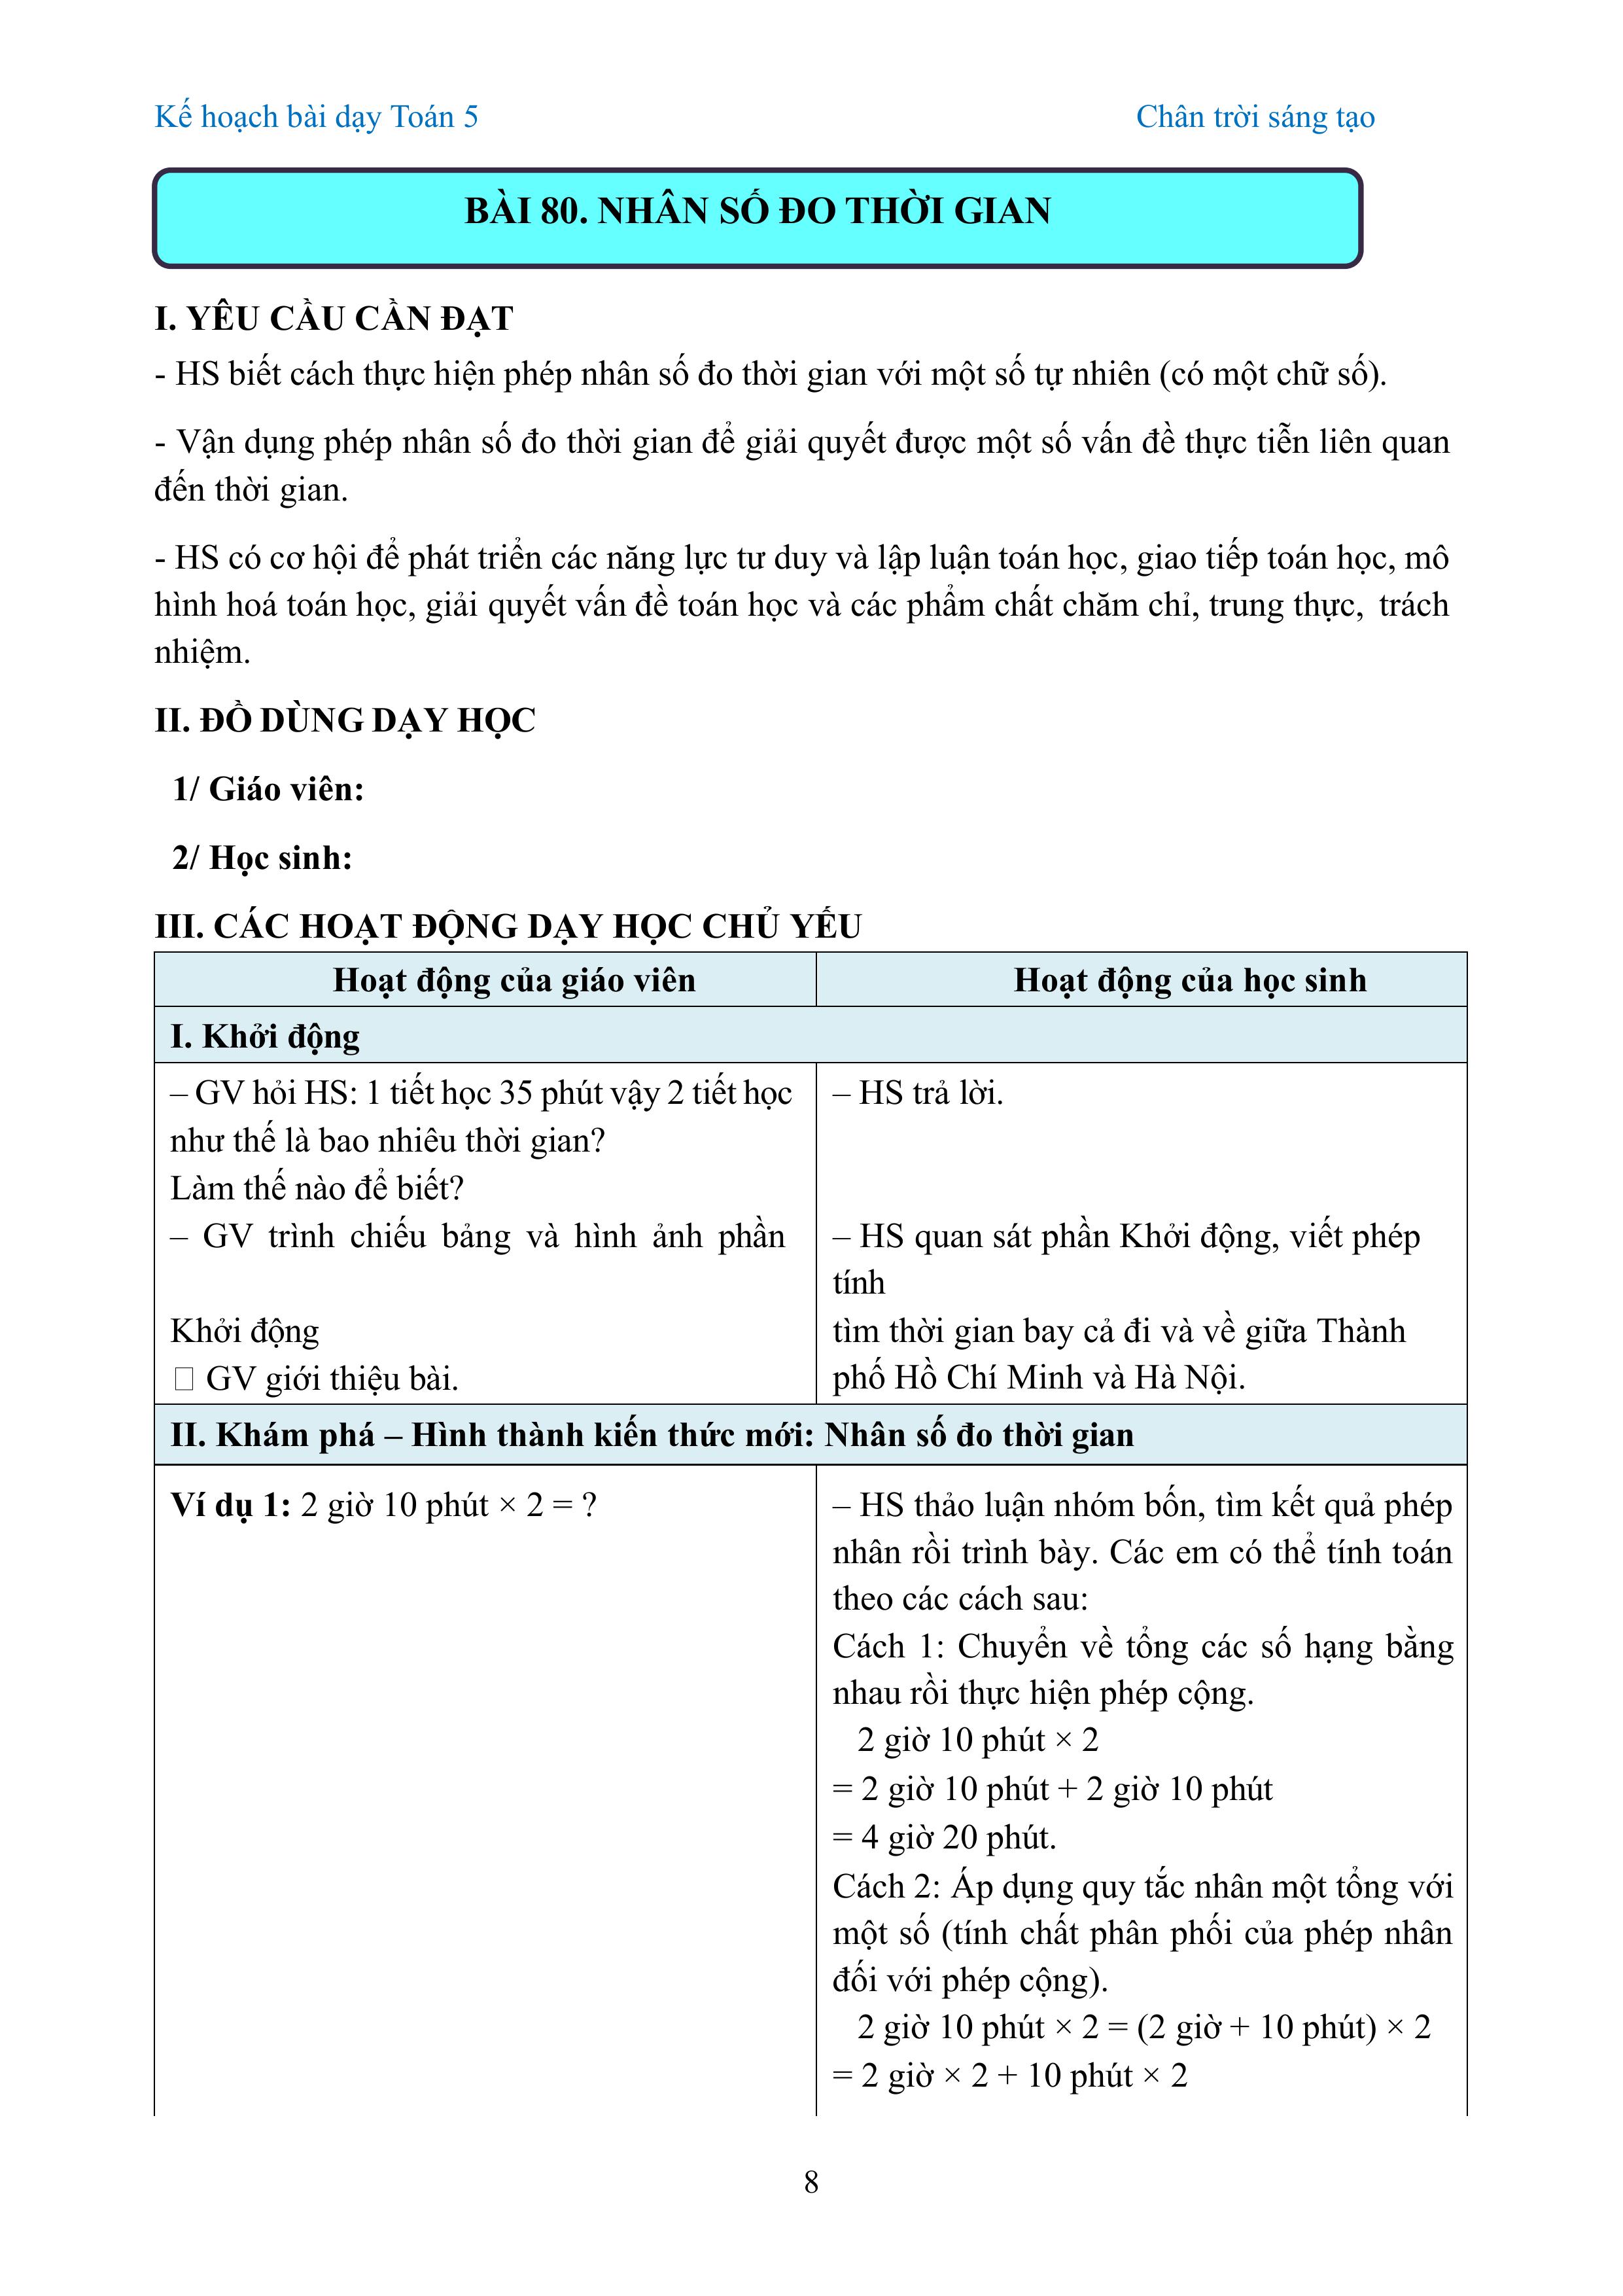 Kế hoạch bài dạy Toán 5 Chân trời sáng tạo
BÀI 80. NHÂN SỐ ĐO THỜI GIAN
I. YÊU CẦU CẦN ĐẠT
- HS biết cách thực hiện phép nhân số đo thời gian với một số tự nhiên (có một chữ số).
- Vận dụng phép nhân số đo thời gian để giải quyết được một số vấn đề thực tiễn liên quan
đến thời gian.
- HS có cơ hội để phát triển các năng lực tư duy và lập luận toán học, giao tiếp toán học, mô
hình hoá toán học, giải quyết vấn đề toán học và các phẩm chất chăm chỉ, trung thực, trách
nhiệm.
II. ĐỒ DÙNG DẠY HỌC
1/ Giáo viên:
2/ Học sinh:
III. CÁC HOẠT ĐỘNG DẠY HỌC CHỦ YẾU
Hoạt động của giáo viên Hoạt động của học sinh
I. Khởi động
– GV hỏi HS: 1 tiết học 35 phút vậy 2 tiết học
như thế là bao nhiêu thời gian?
Làm thế nào để biết?
– GV trình chiếu bảng và hình ảnh phần
Khởi động
GV giới thiệu bài.
– HS trả lời.
– HS quan sát phần Khởi động, viết phép
tính
tìm thời gian bay cả đi và về giữa Thành
phố Hồ Chí Minh và Hà Nội.
II. Khám phá – Hình thành kiến thức mới: Nhân số đo thời gian
Ví dụ 1: 2 giờ 10 phút × 2 = ?
– HS thảo luận nhóm bốn, tìm kết quả phép
nhân rồi trình bày. Các em có thể tính toán
theo các cách sau:
Cách 1: Chuyển về tổng các số hạng bằng
nhau rồi thực hiện phép cộng.
2 giờ 10 phút × 2
= 2 giờ 10 phút + 2 giờ 10 phút
= 4 giờ 20 phút.
Cách 2: Áp dụng quy tắc nhân một tổng với
một số (tính chất phân phối của phép nhân
đối với phép cộng).
2 giờ 10 phút × 2 = (2 giờ + 10 phút) × 2
= 2 giờ × 2 + 10 phút × 2
8